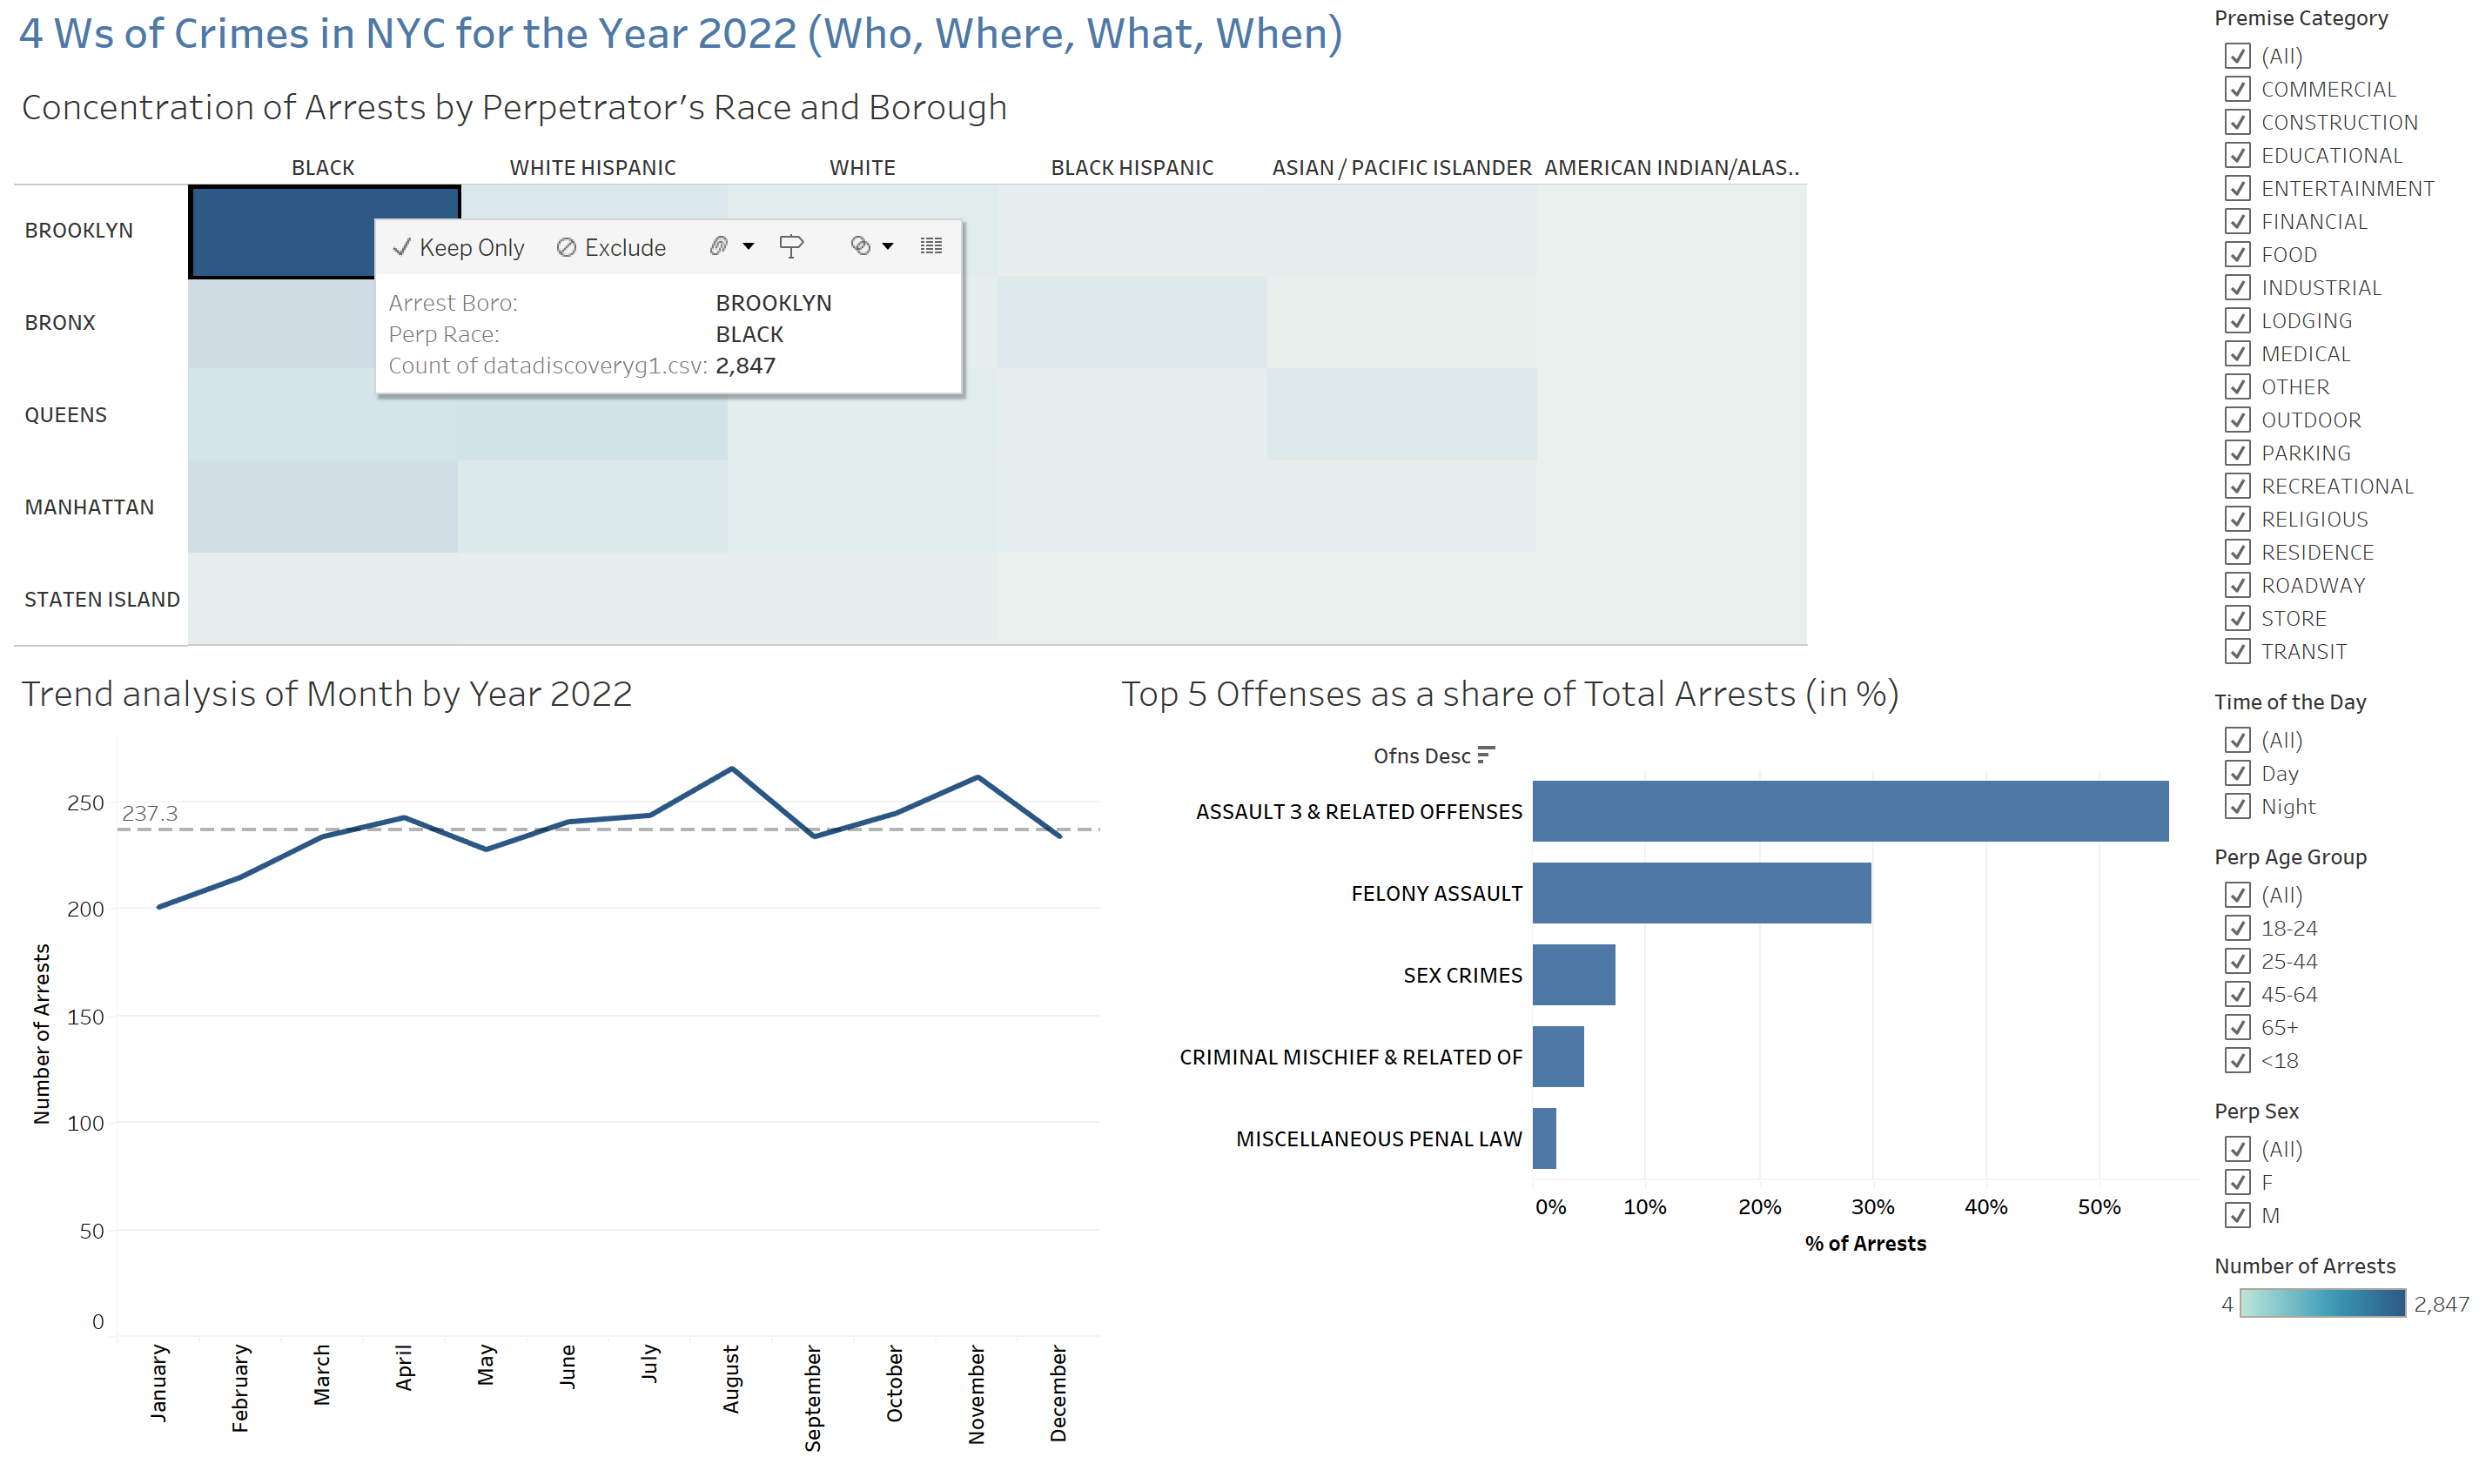 4 Ws of Crimes in NYC for the Year 2022 (Who, Where, What, When)
Concentration of Arrests by Perpetrator's Race and Borough
BLACK WHITE HISPANIC WHITE BLACK HISPANIC ASIAN / PACIFIC ISLANDER AMERICAN INDIAN/ALAS..
BROOKLYN
BRONX
QUEENS
MANHATTAN
STATEN ISLAND
Keep Only Exclude
Arrest Boro: BROOKLYN
Perp Race: BLACK
Count of datadiscoveryg1.csv: 2,847
Trend analysis of Month by Year 2022
Number of Arrests
250
200
150
100
50
0
237.3
January February March April May June July August September October November December
Top 5 Offenses as a share of Total Arrests (in %)
Ofns Desc
ASSAULT 3 & RELATED OFFENSES
FELONY ASSAULT
SEX CRIMES
CRIMINAL MISCHIEF & RELATED OF
MISCELLANEOUS PENAL LAW
0% 10% 20% 30% 40% 50%
% of Arrests
Premise Category
(All)
COMMERCIAL
CONSTRUCTION
EDUCATIONAL
ENTERTAINMENT
FINANCIAL
FOOD
INDUSTRIAL
LODGING
MEDICAL
OTHER
OUTDOOR
PARKING
RECREATIONAL
RELIGIOUS
RESIDENCE
ROADWAY
STORE
TRANSIT
Time of the Day
(All)
Day
Night
Perp Age Group
(All)
18-24
25-44
45-64
65+
<18
Perp Sex
(All)
F
M
Number of Arrests
4 2,847